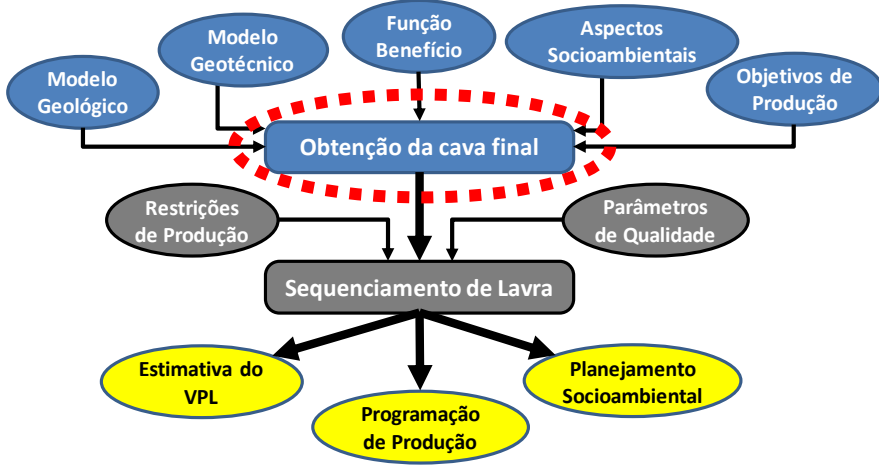 Modelo
Geológico
Modelo
Geotécnico
Função
Benefício
Aspectos
Socioambientais
Objetivos de
Produção
Obtenção da cava final
Restrições
de Produção
Parâmetros
de Qualidade
Sequenciamento de Lavra
Estimativa do
VPL
Programação
de Produção
Planejamento
Socioambiental